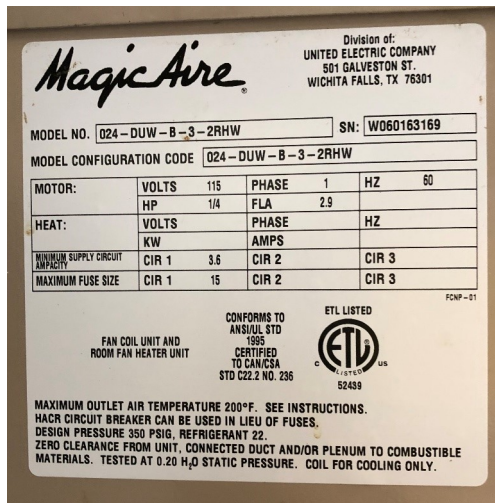 Magic Aire®
Division of:
UNITED ELECTRIC COMPANY
501 GALVESTON ST.
WICHITA FALLS, TX 76301
MODEL NO. 024-DUW-B-3-2RHW SN: W060163169
MODEL CONFIGURATION CODE 024-DUW-B-3-2RHW
MOTOR: VOLTS 115 PHASE 1 HZ 60
HP 1/4 FLA 2.9
HEAT: VOLTS PHASE HZ
KW AMPS
MINIMUM SUPPLY CIRCUIT AMPACITY CIR 1 3.6 CIR 2 CIR 3
MAXIMUM FUSE SIZE CIR 1 15 CIR 2 CIR 3
FCNP-01
FAN COIL UNIT AND
ROOM FAN HEATER UNIT
CONFORMS TO
ANSI/UL STD
1995
CERTIFIED
TO CAN/CSA
STD C22.2 NO. 236
ETL LISTED
ETL®
LISTED
C US
52439
MAXIMUM OUTLET AIR TEMPERATURE 200°F. SEE INSTRUCTIONS.
HACR CIRCUIT BREAKER CAN BE USED IN LIEU OF FUSES.
DESIGN PRESSURE 350 PSIG, REFRIGERANT 22.
ZERO CLEARANCE FROM UNIT, CONNECTED DUCT AND/OR PLENUM TO COMBUSTIBLE
MATERIALS. TESTED AT 0.20 H₂O STATIC PRESSURE. COIL FOR COOLING ONLY.